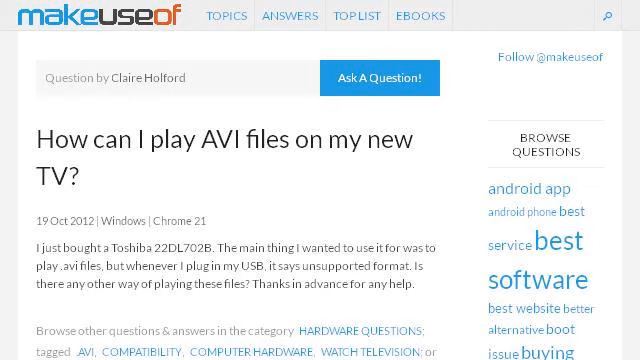 makeuseof TOPICS ANSWERS TOP LIST EBOOKS
Follow @makeuseof
Question by Claire Holford Ask A Question!
How can I play AVI files on my new
TV?
19 Oct 2012 | Windows | Chrome 21
I just bought a Toshiba 22DL702B. The main thing I wanted to use it for was to
play .avi files, but whenever I plug in my USB, it says unsupported format. Is
there any other way of playing these files? Thanks in advance for any help.
Browse other questions & answers in the category HARDWARE QUESTIONS;
tagged .AVI, COMPATIBILITY, COMPUTER HARDWARE, WATCH TELEVISION; or
BROWSE
QUESTIONS
android app
android phone best
service best
software
best website better
alternative boot
issue buying